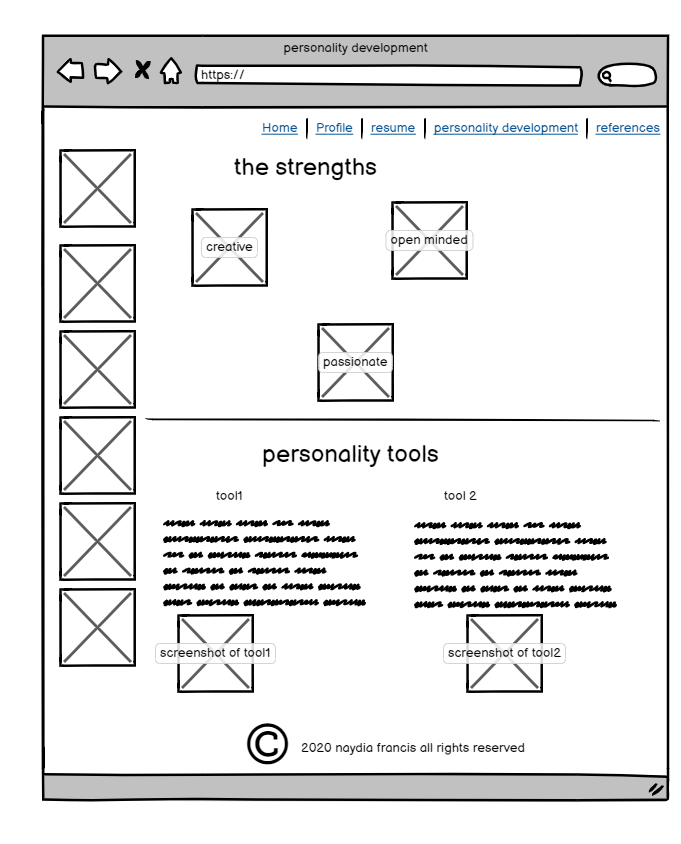 personality development
https://
Home | Profile | resume | personality development | references
the strengths
creative
open minded
passionate
personality tools
tool1
tool 2
screenshot of tool1
screenshot of tool2
© 2020 naydia francis all rights reserved